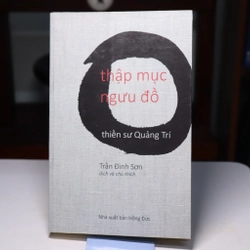 thập mục
ngưu đồ
thiền sư Quảng Trí
Trần Đình Sơn
dịch và chú thích
Nhà xuất bản Hồng Đức